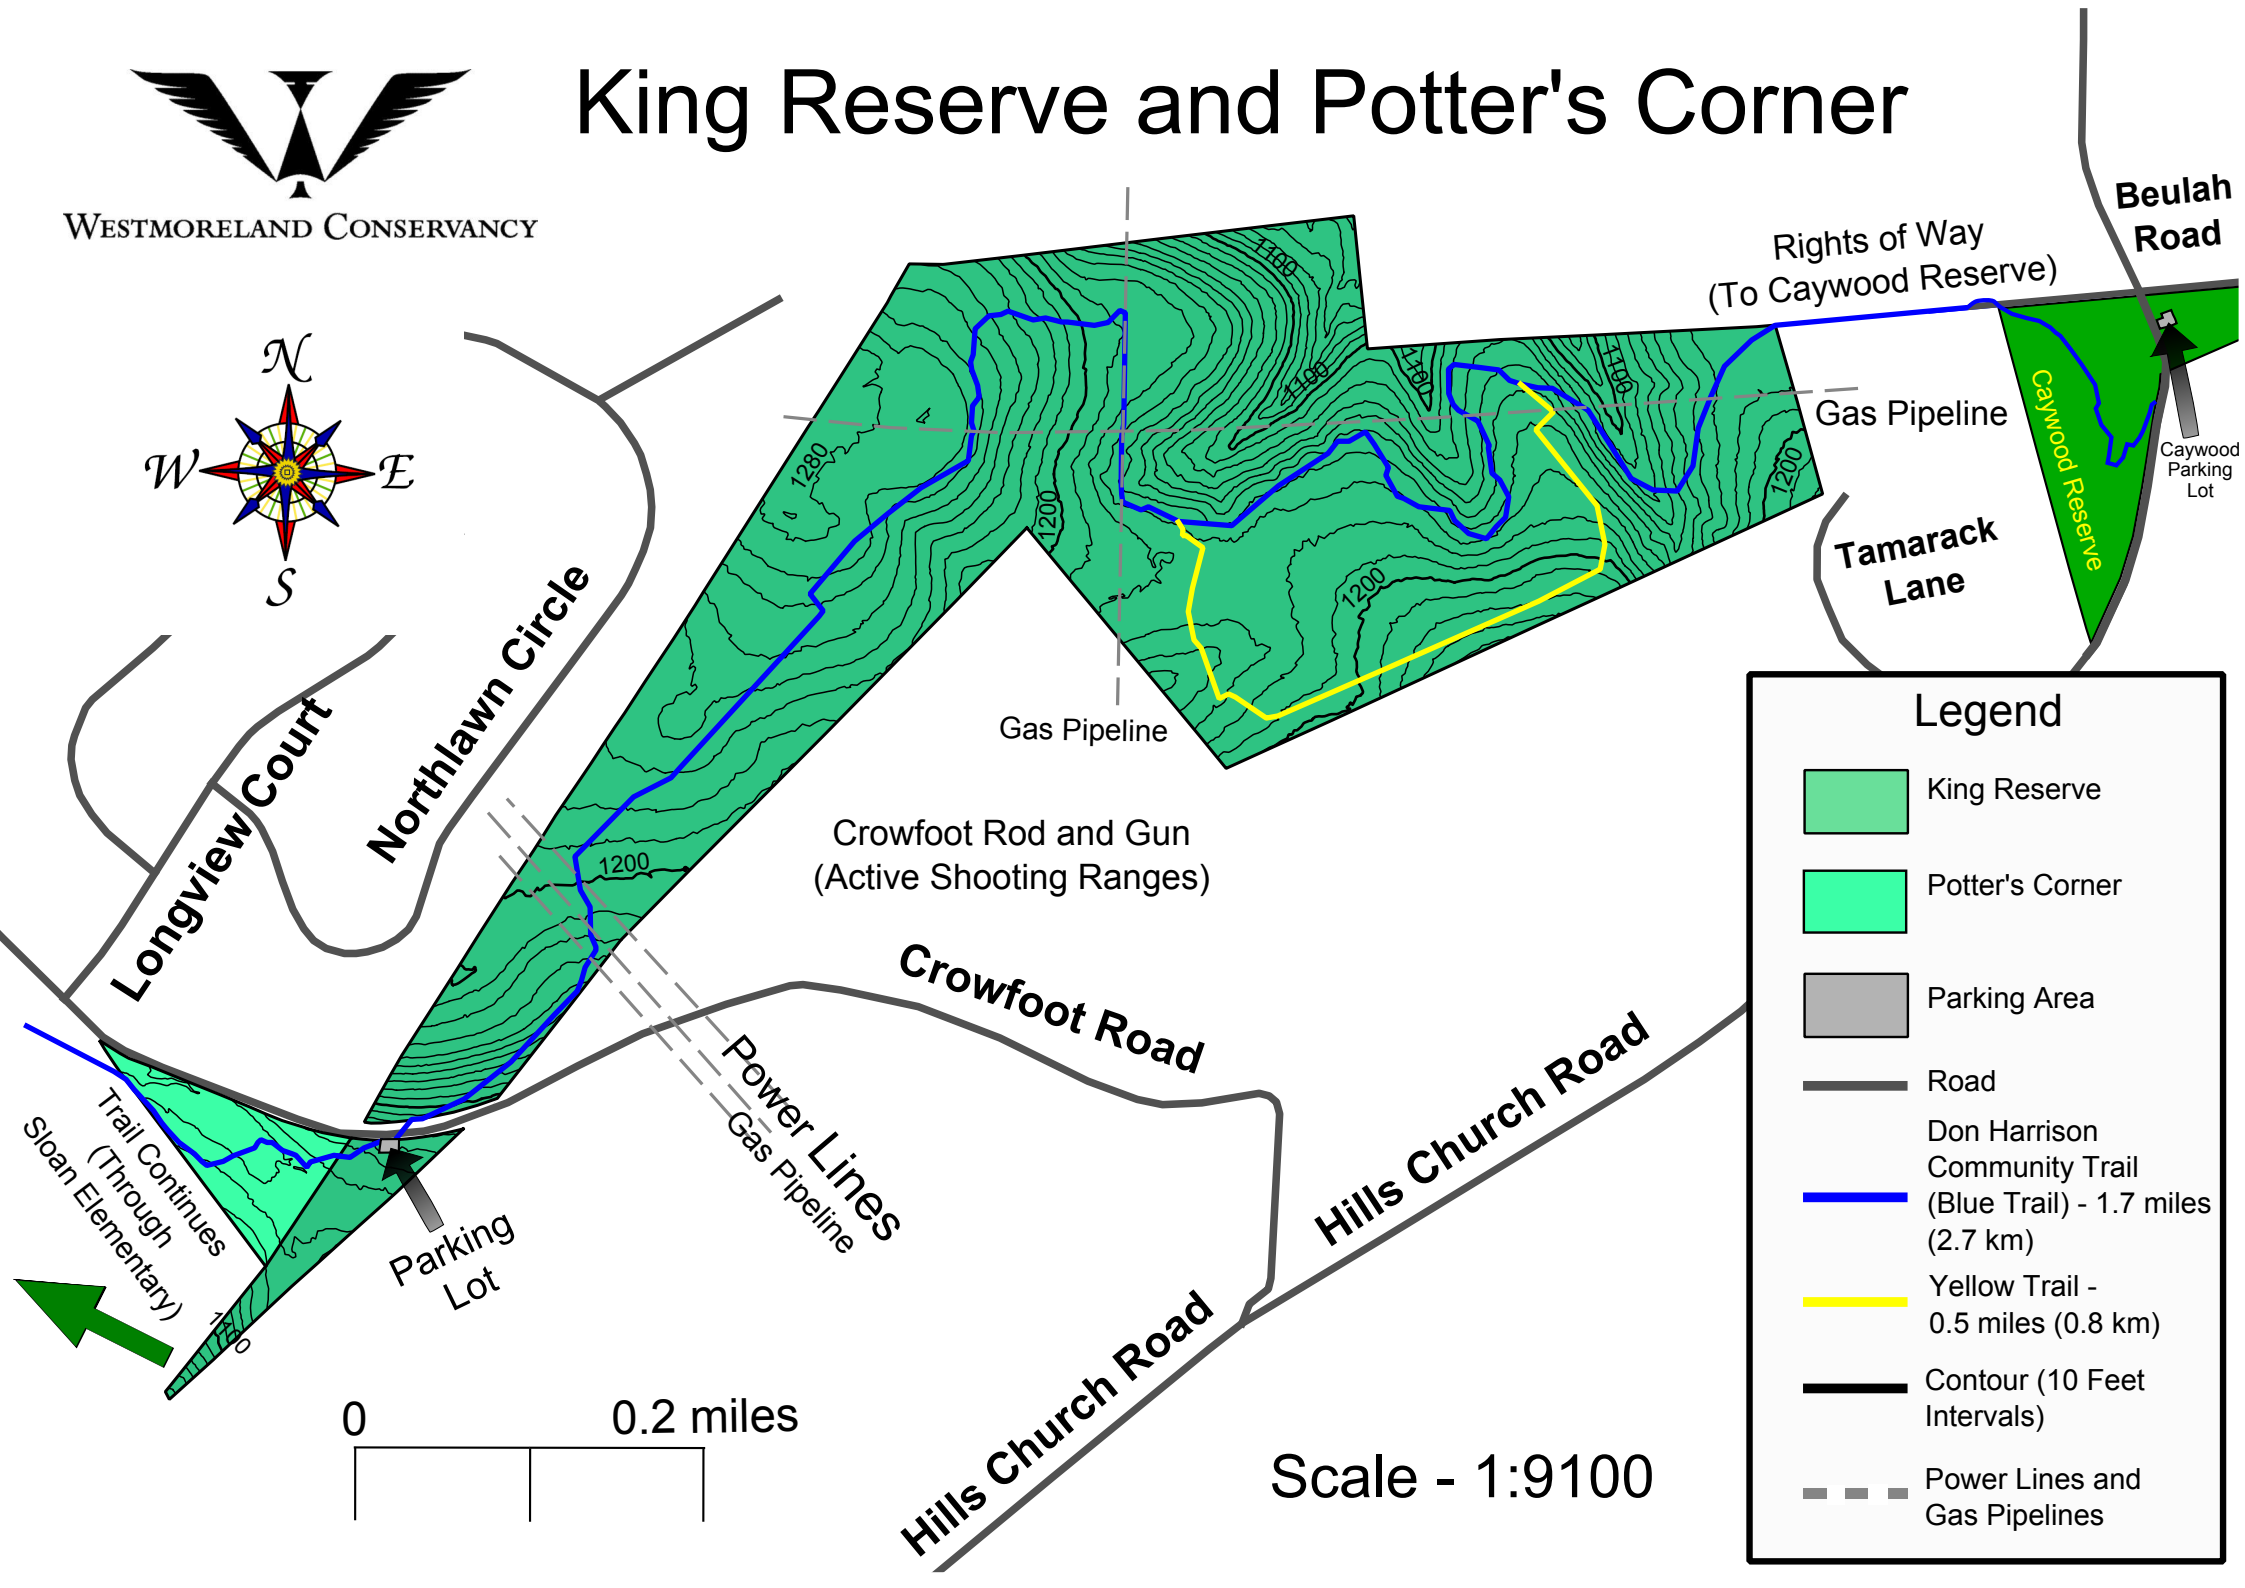 King Reserve and Potter's Corner
WESTMORELAND CONSERVANCY
Beulah
Road
Rights of Way
(To Caywood Reserve)
N
W
E
S
1100
1100
1100
1100
1280
1200
1200
1200
1200
1100
Gas Pipeline
Caywood Reserve
Caywood
Parking
Lot
Tamarack
Lane
Northlawn Circle
Longview Court
Gas Pipeline
Crowfoot Rod and Gun
(Active Shooting Ranges)
Crowfoot Road
Hills Church Road
Hills Church Road
Power Lines
Gas Pipeline
Trail Continues
(Through
Sloan Elementary)
Parking
Lot
0
0.2 miles
Scale - 1:9100
Legend
King Reserve
Potter's Corner
Parking Area
Road
Don Harrison
Community Trail
(Blue Trail) - 1.7 miles
(2.7 km)
Yellow Trail -
0.5 miles (0.8 km)
Contour (10 Feet
Intervals)
Power Lines and
Gas Pipelines